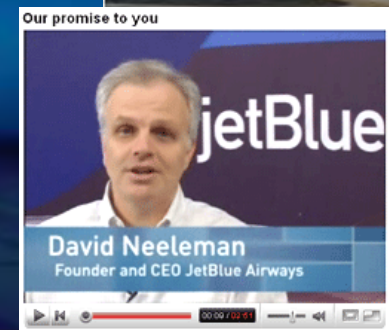 Our promise to you
jetBlue
David Neeleman
Founder and CEO JetBlue Airways
00:09 / 02:51